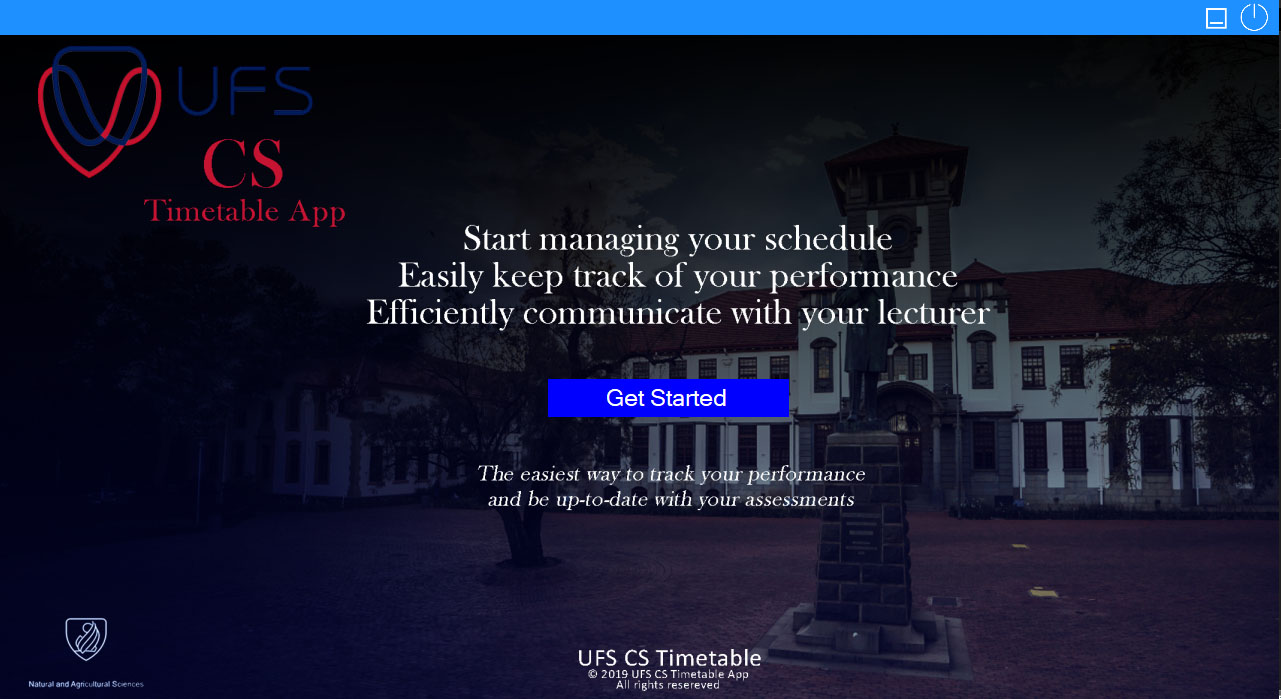 UFS
CS
Timetable App
Start managing your schedule
Easily keep track of your performance
Efficiently communicate with your lecturer
Get Started
The easiest way to track your performance
and be up-to-date with your assessments
Natural and Agricultural Sciences
UFS CS Timetable
© 2019 UFS CS Timetable App
All rights resereved